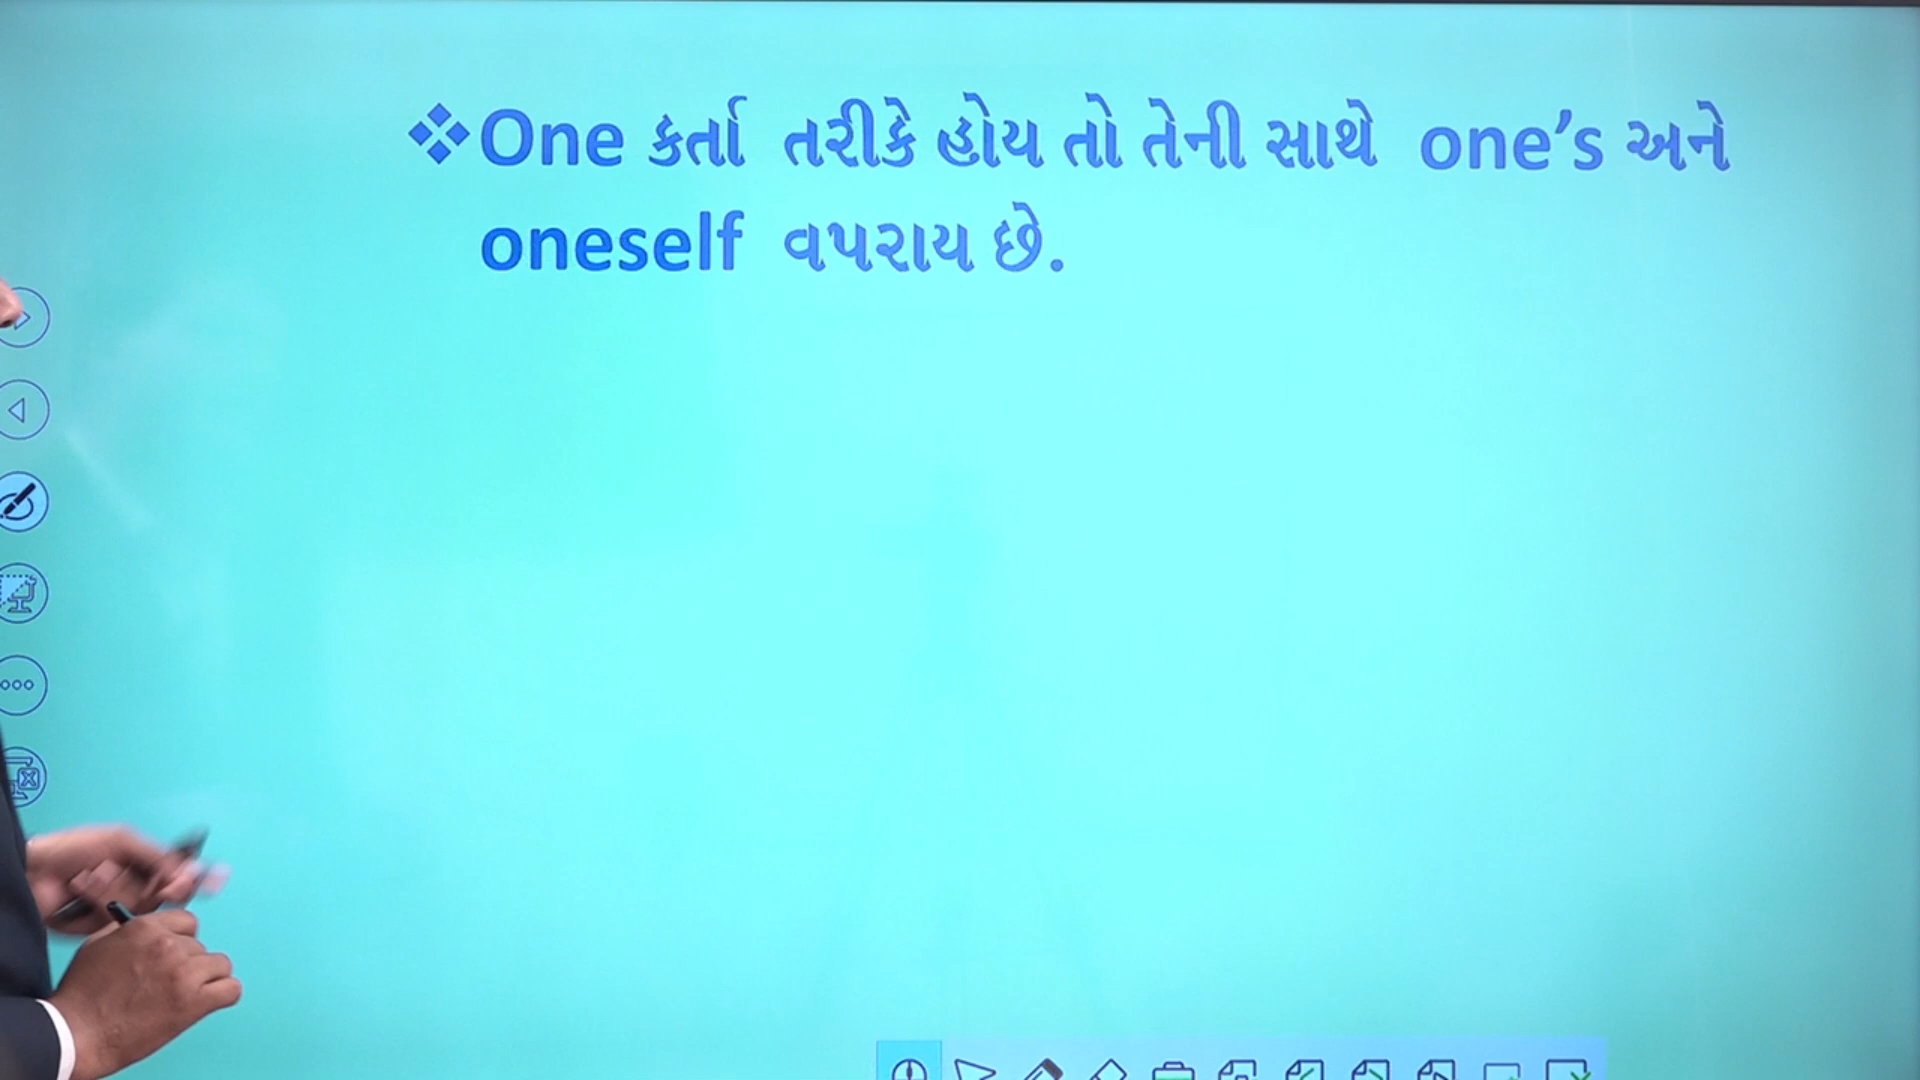 ❖One કર્તા તરીકે હોય તો તેની સાથે one’s અને
oneself વપરાય છે.